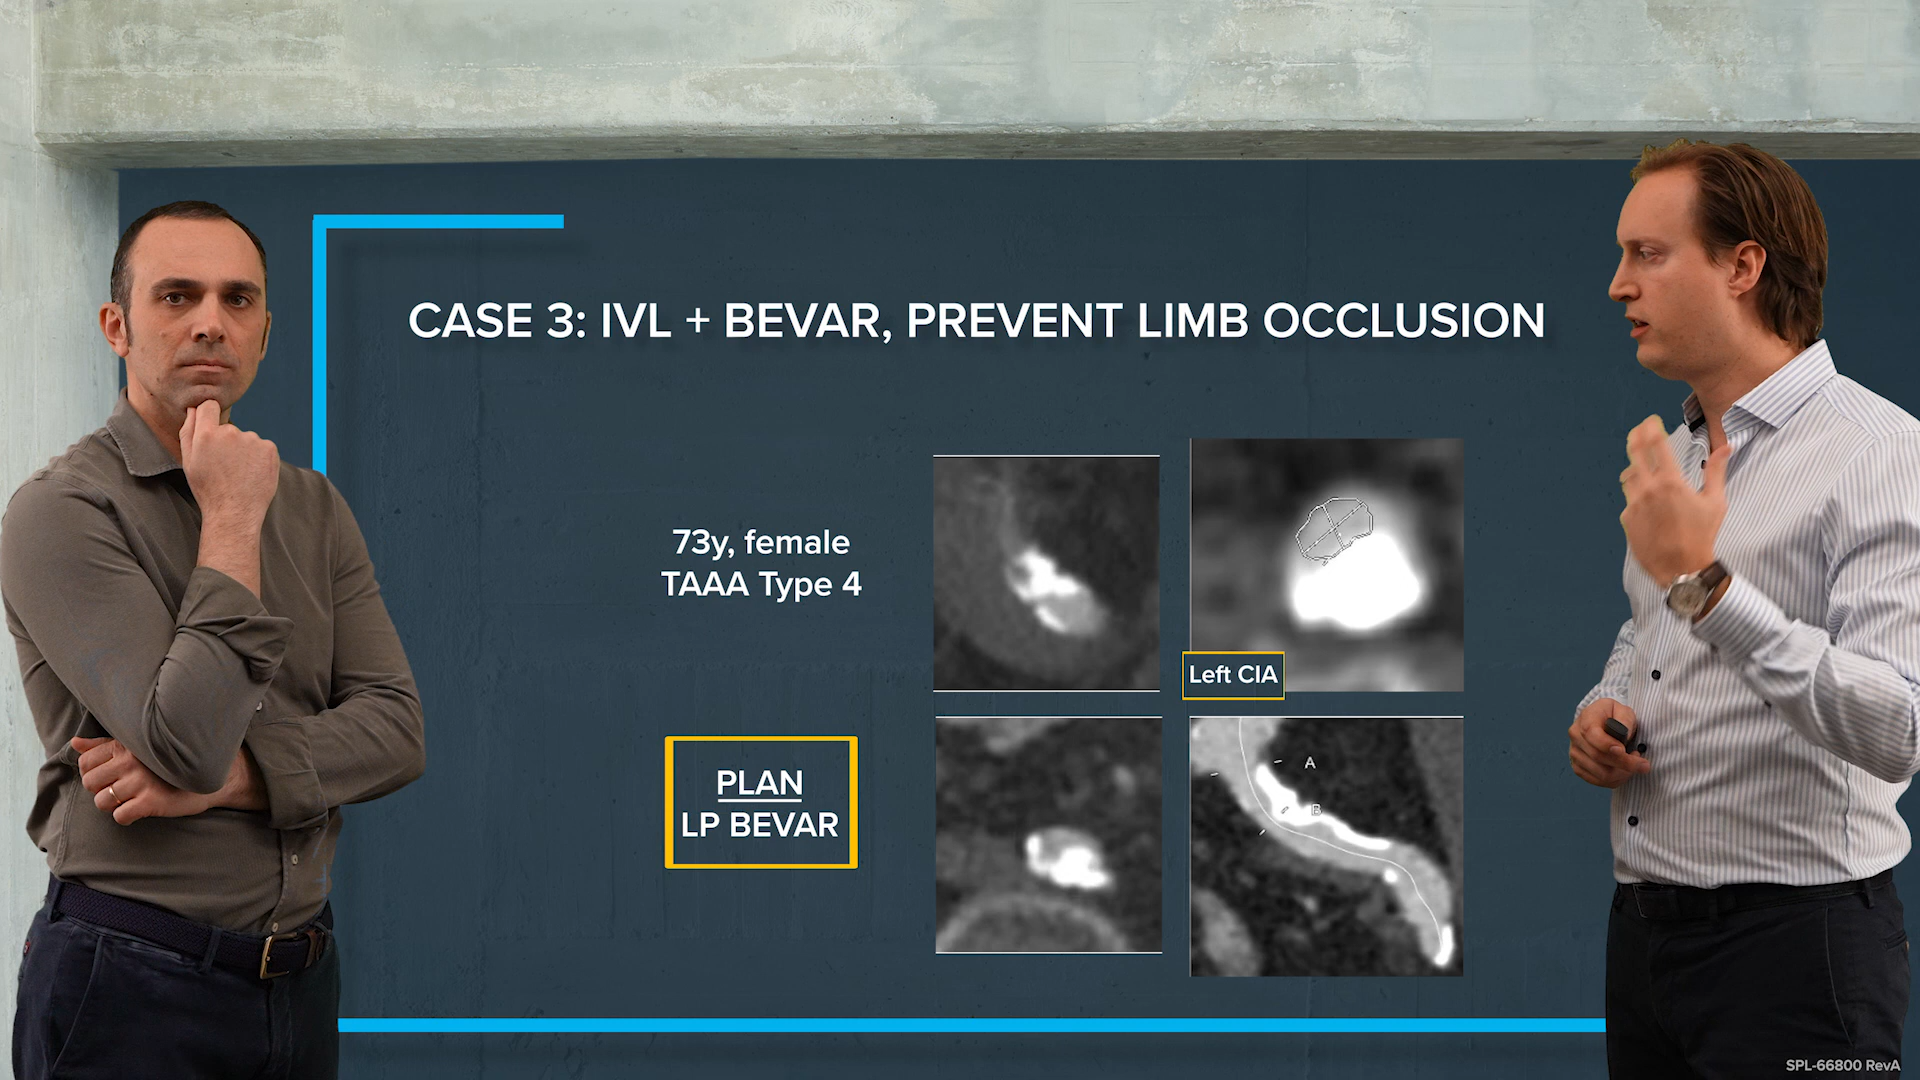 CASE 3: IVL + BEVAR, PREVENT LIMB OCCLUSION
73y, female
TAAA Type 4
Left CIA
PLAN
LP BEVAR
A
B
SPL-66800 RevA